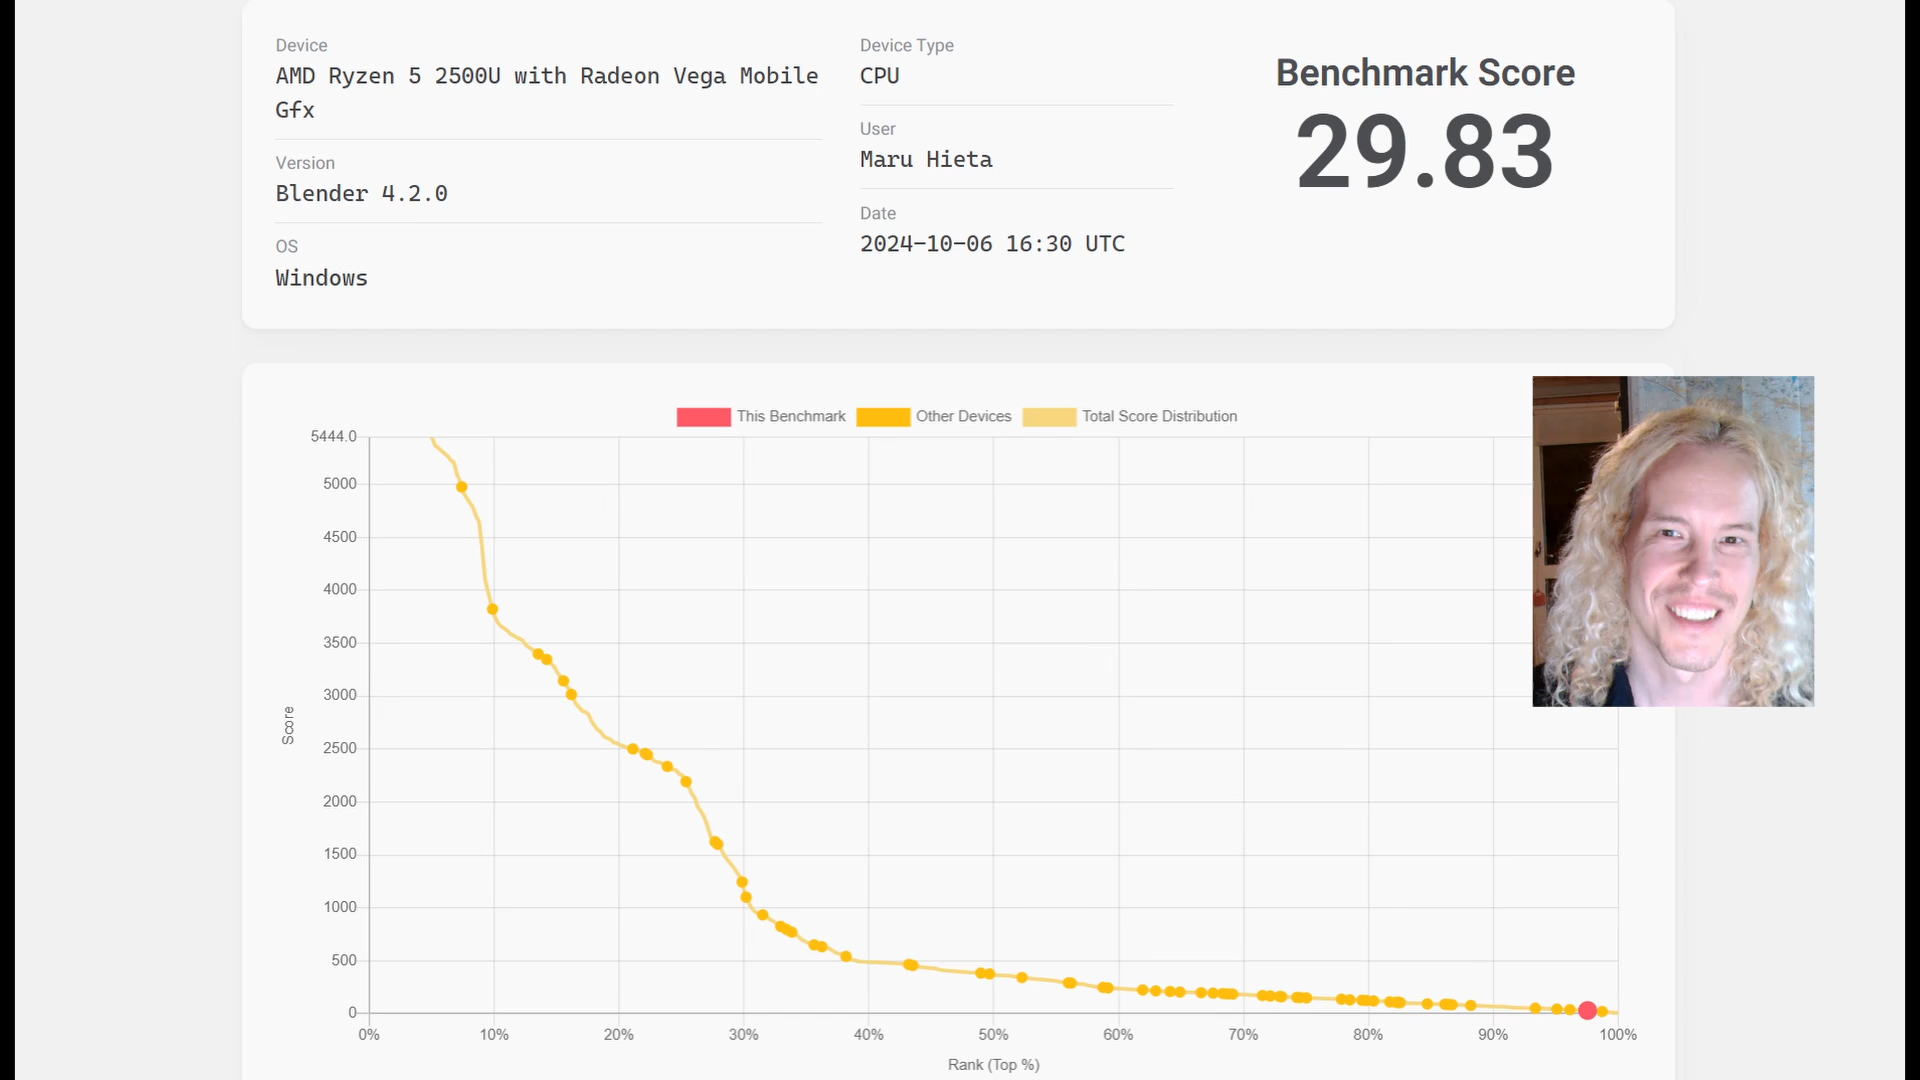 Device
AMD Ryzen 5 2500U with Radeon Vega Mobile
Gfx
Version
Blender 4.2.0
OS
Windows
Device Type
CPU
User
Maru Hieta
Date
2024-10-06 16:30 UTC
Benchmark Score
29.83
This Benchmark Other Devices Total Score Distribution
5444.0
5000
4500
4000
3500
3000
2500
2000
1500
1000
500
0
Score
0% 10% 20% 30% 40% 50% 60% 70% 80% 90% 100%
Rank (Top %)